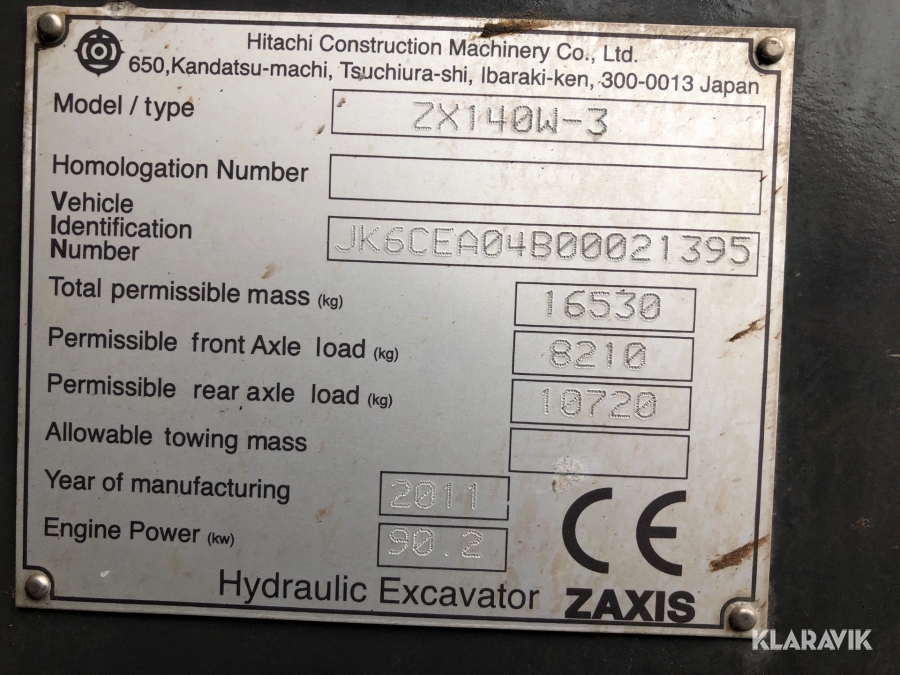 Hitachi Construction Machinery Co., Ltd.
650,Kandatsu-machi, Tsuchiura-shi, Ibaraki-ken, 300-0013 Japan
Model / type ZX140W-3
Homologation Number
Vehicle
Identification
Number JK6CEA04B00021395
Total permissible mass (kg) 16530
Permissible front Axle load (kg) 8210
Permissible rear axle load (kg) 10720
Allowable towing mass
Year of manufacturing 2011
Engine Power (kw) 90.2
CE
Hydraulic Excavator ZAXIS
KLARAVIK